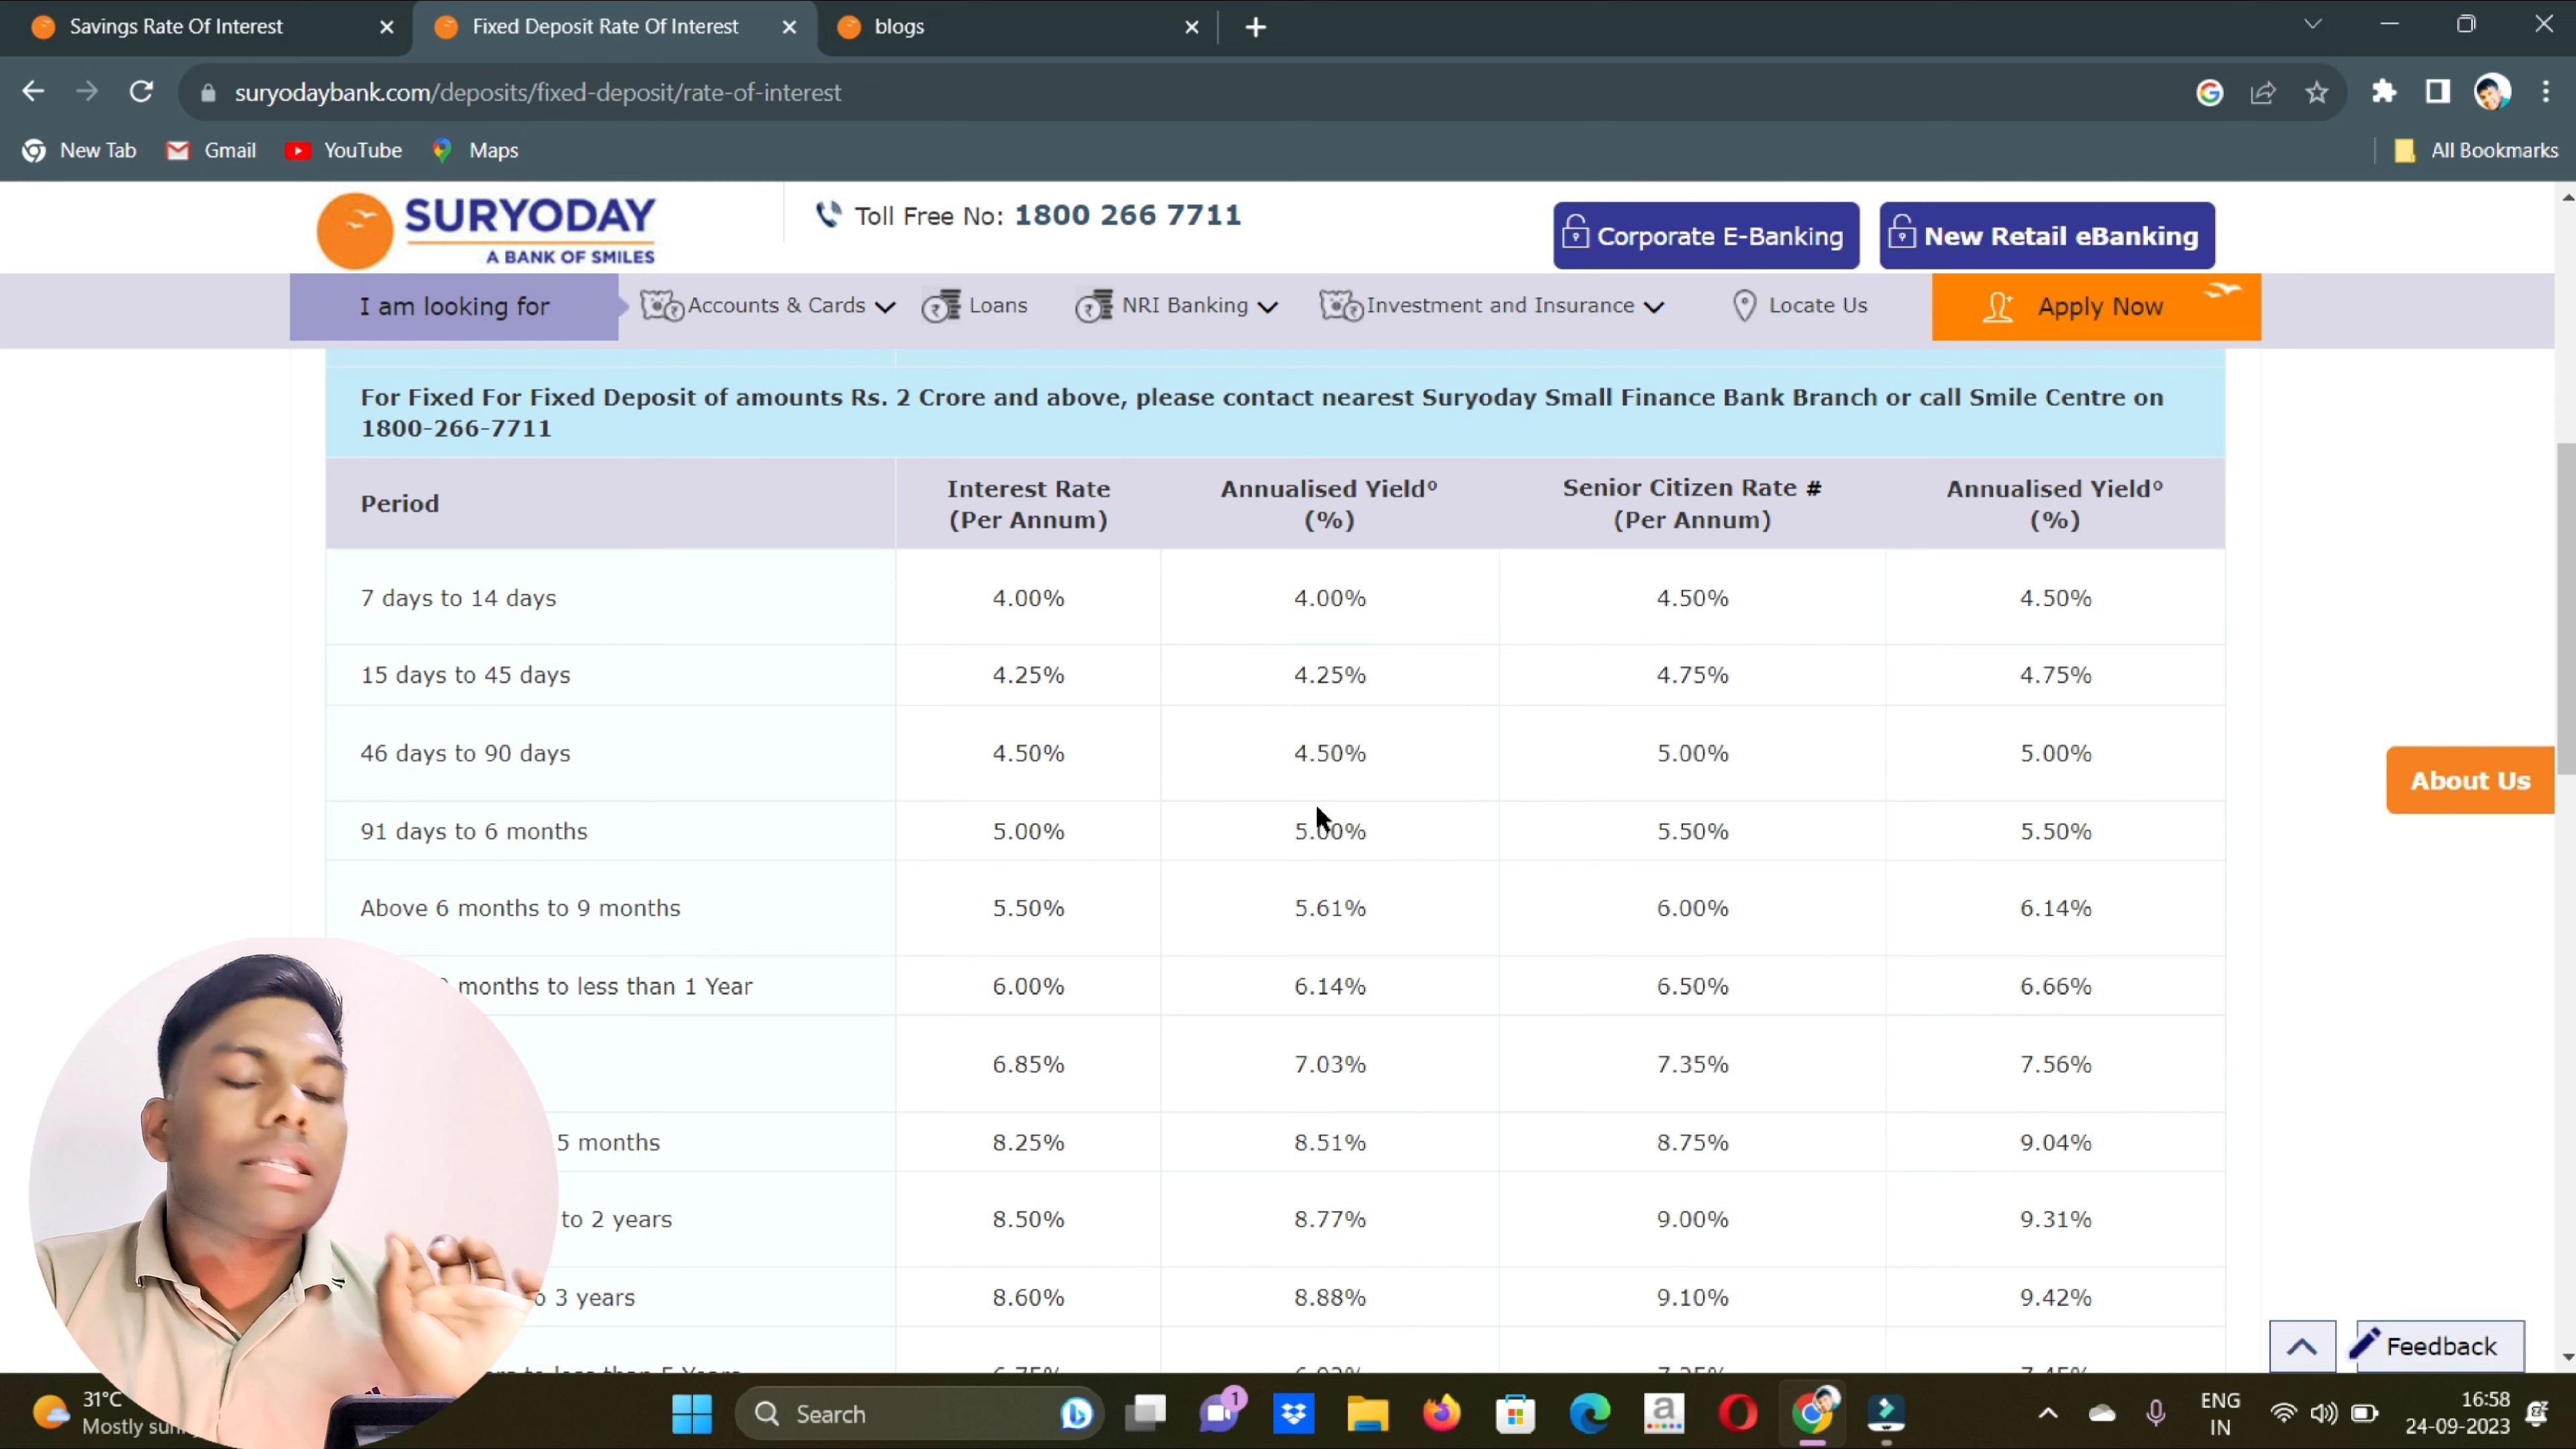 Savings Rate Of Interest
Fixed Deposit Rate Of Interest
blogs
suryodaybank.com/deposits/fixed-deposit/rate-of-interest
New Tab
Gmail
YouTube
Maps
All Bookmarks
SURYODAY
A BANK OF SMILES
Toll Free No: 1800 266 7711
Corporate E-Banking
New Retail eBanking
I am looking for
Accounts & Cards
Loans
NRI Banking
Investment and Insurance
Locate Us
Apply Now
For Fixed For Fixed Deposit of amounts Rs. 2 Crore and above, please contact nearest Suryoday Small Finance Bank Branch or call Smile Centre on
1800-266-7711
Period
Interest Rate
(Per Annum)
Annualised Yield°
(%)
Senior Citizen Rate #
(Per Annum)
Annualised Yield°
(%)
7 days to 14 days 4.00% 4.00% 4.50% 4.50%
15 days to 45 days 4.25% 4.25% 4.75% 4.75%
46 days to 90 days 4.50% 4.50% 5.00% 5.00%
91 days to 6 months 5.00% 5.00% 5.50% 5.50%
Above 6 months to 9 months 5.50% 5.61% 6.00% 6.14%
months to less than 1 Year 6.00% 6.14% 6.50% 6.66%
6.85% 7.03% 7.35% 7.56%
5 months 8.25% 8.51% 8.75% 9.04%
to 2 years 8.50% 8.77% 9.00% 9.31%
o 3 years 8.60% 8.88% 9.10% 9.42%
to less than 5 Years
About Us
Feedback
31°C
Mostly sun
Search
1
a
ENG
IN
16:58
24-09-2023